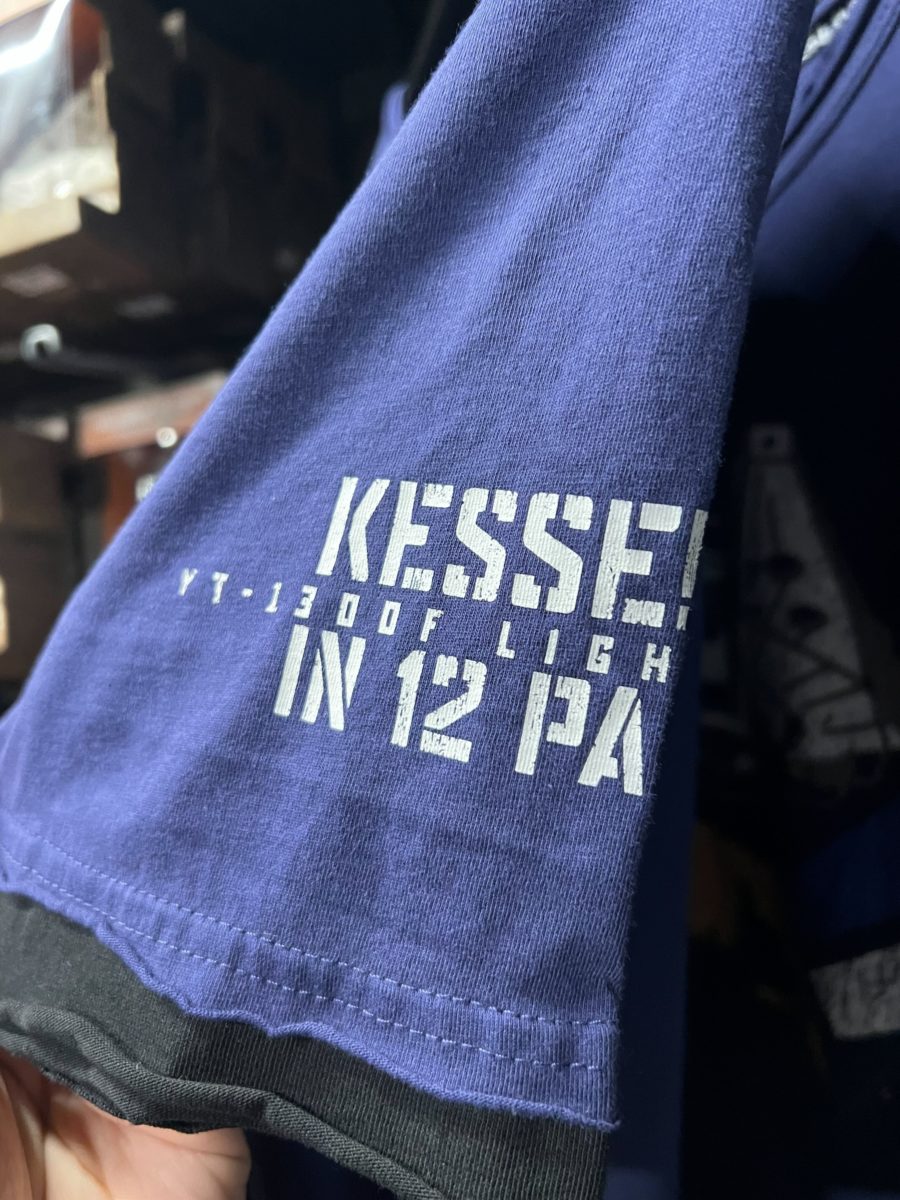 KESSE
YT-1300F LIGH
IN 12 PA